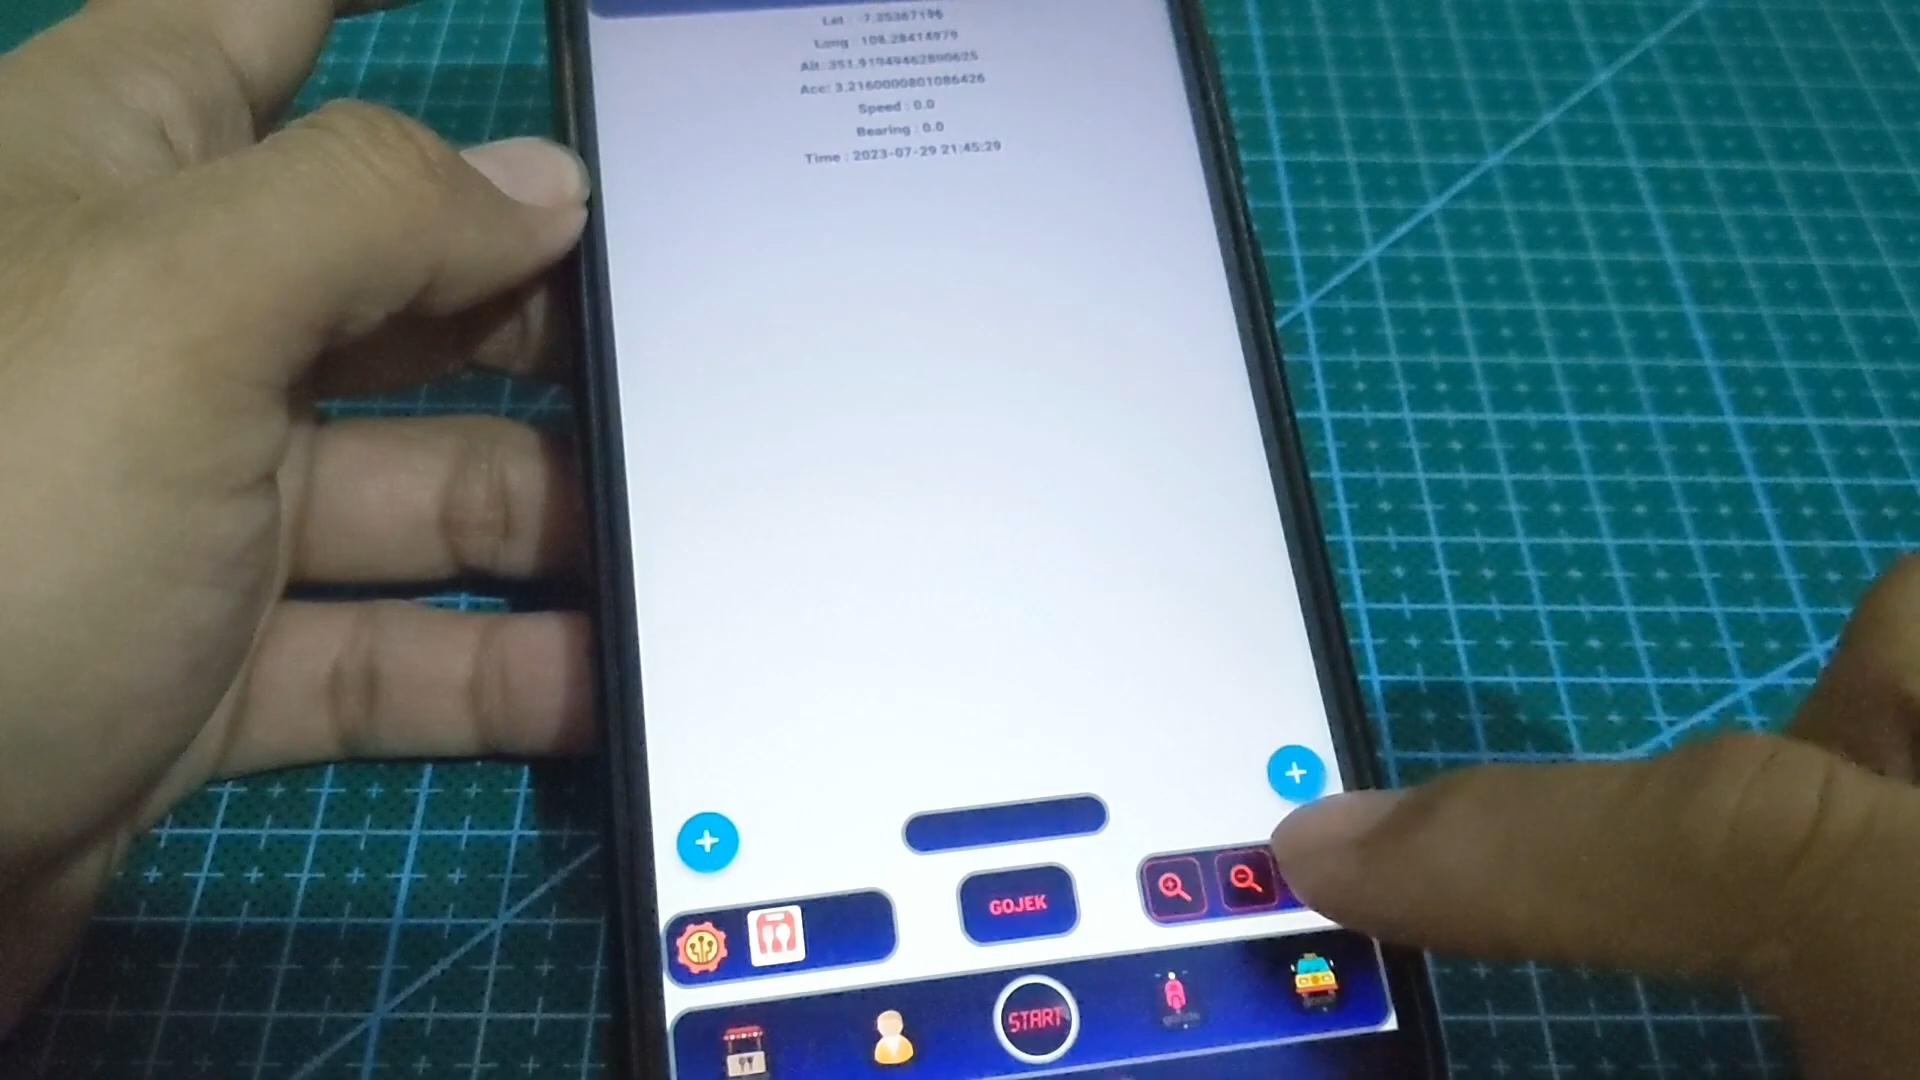 Lat : -7.35367196
Long : 108.28414979
Alt: 351.91949462890625
Acc: 3.2160000801086426
Speed : 0.0
Bearing : 0.0
Time : 2023-07-29 21:45:29
GOJEK
START